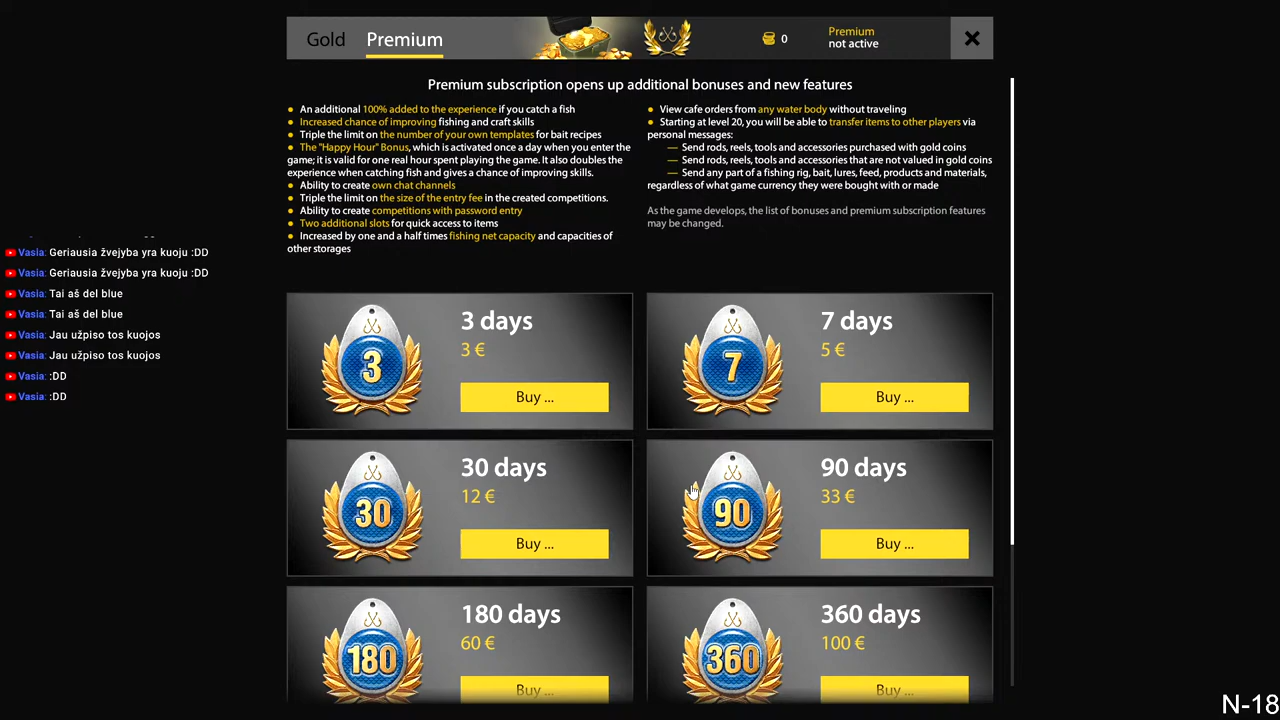 Gold
Premium
0
Premium
not active
Premium subscription opens up additional bonuses and new features
● An additional 100% added to the experience if you catch a fish
● Increased chance of improving fishing and craft skills
● Triple the limit on the number of your own templates for bait recipes
● The "Happy Hour" Bonus, which is activated once a day when you enter the
game; it is valid for one real hour spent playing the game. It also doubles the
experience when catching fish and gives a chance of improving skills.
● Ability to create own chat channels
● Triple the limit on the size of the entry fee in the created competitions.
● Ability to create competitions with password entry
● Two additional slots for quick access to items
● Increased by one and a half times fishing net capacity and capacities of
other storages
● View cafe orders from any water body without traveling
● Starting at level 20, you will be able to transfer items to other players via
personal messages:
— Send rods, reels, tools and accessories purchased with gold coins
— Send rods, reels, tools and accessories that are not valued in gold coins
— Send any part of a fishing rig, bait, lures, feed, products and materials,
regardless of what game currency they were bought with or made
As the game develops, the list of bonuses and premium subscription features
may be changed.
Vasia: Geriausia žvejyba yra kuoju :DD
Vasia: Geriausia žvejyba yra kuoju :DD
Vasia: Tai aš del blue
Vasia: Tai aš del blue
Vasia: Jau užpiso tos kuojos
Vasia: Jau užpiso tos kuojos
Vasia: :DD
Vasia: :DD
3
3 days
3 €
Buy ...
7
7 days
5 €
Buy ...
30
30 days
12 €
Buy ...
90
90 days
33 €
Buy ...
180
180 days
60 €
Buy ...
360
360 days
100 €
Buy ...
N-18